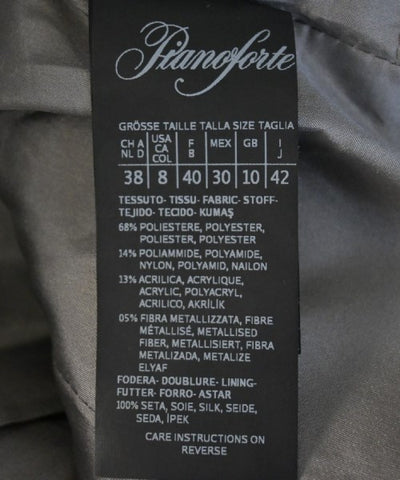 Pianoforte
GRÖSSE TAILLE TALLA SIZE TAGLIA
CH A NL D USA CA COL F B MEX GB I J
38 8 40 30 10 42
TESSUTO- TISSU- FABRIC- STOFF-
TEJIDO- TECIDO- KUMAŞ
68% POLIESTERE, POLYESTER,
POLIESTER, POLYESTER
14% POLIAMMIDE, POLYAMIDE,
NYLON, POLYAMID, NAILON
13% ACRILICA, ACRYLIQUE,
ACRYLIC, POLYACRYL,
ACRILICO, AKRİLİK
05% FIBRA METALLIZZATA, FIBRE
MÉTALLISÉ, METALLISED
FIBER, METALLISIERT, FIBRA
METALIZADA, METALIZE
ELYAF
FODERA- DOUBLURE- LINING-
FUTTER- FORRO- ASTAR
100% SETA, SOIE, SILK, SEIDE,
SEDA, İPEK
CARE INSTRUCTIONS ON
REVERSE